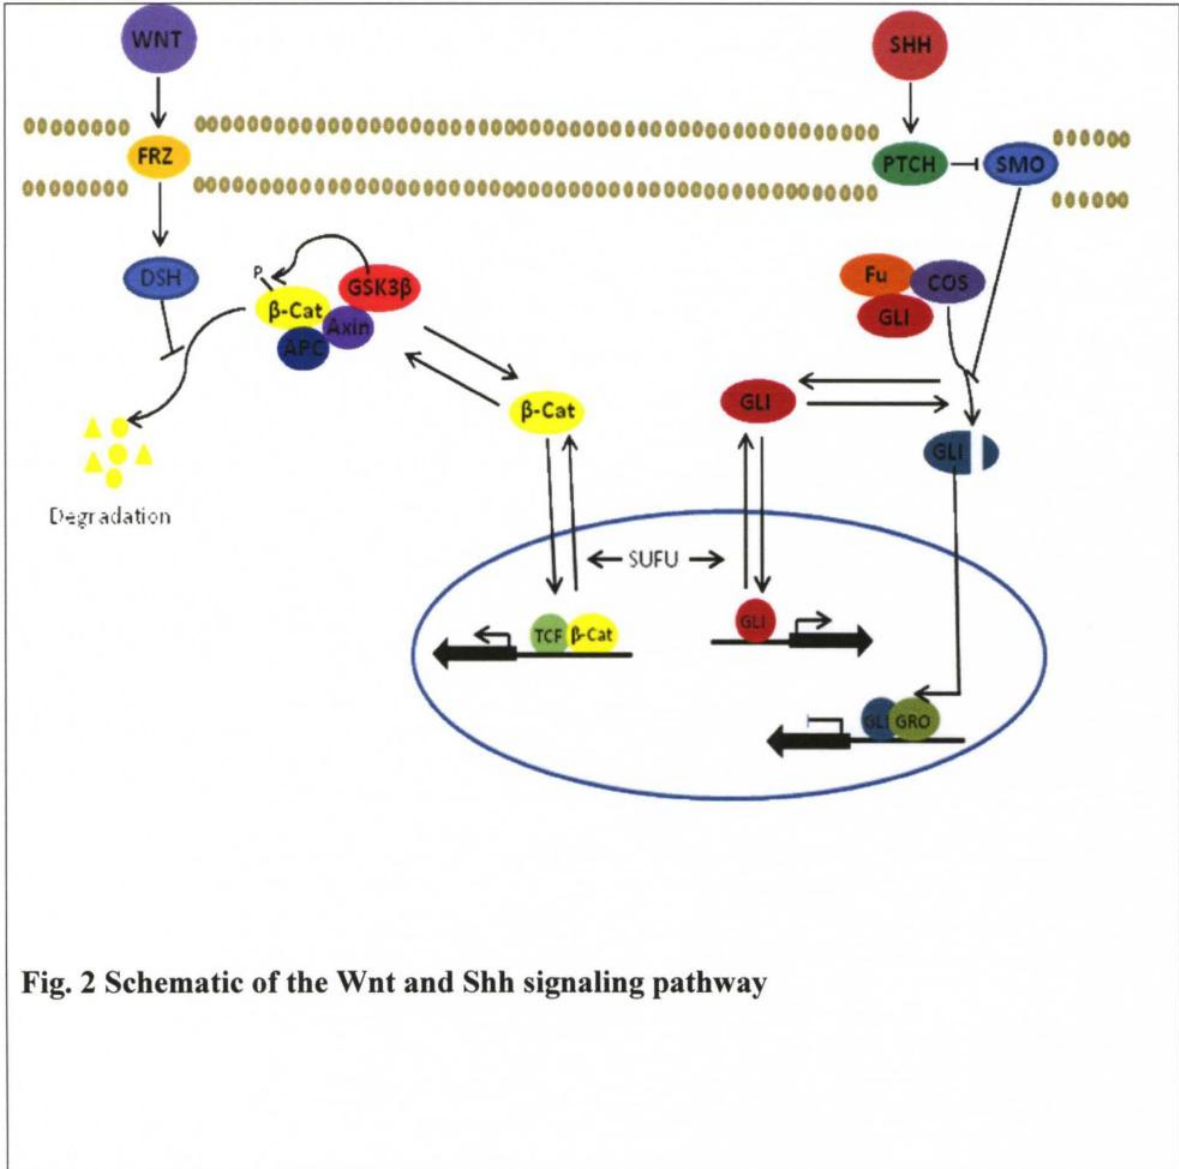 WNT
SHH
FRZ
PTCH
SMO
DSH
P
GSK3β
β-Cat
Axin
APC
Fu
COS
GLI
β-Cat
GLI
GLI
Degradation
SUFU
TCF
β-Cat
GLI
GLI
GRO
Fig. 2 Schematic of the Wnt and Shh signaling pathway